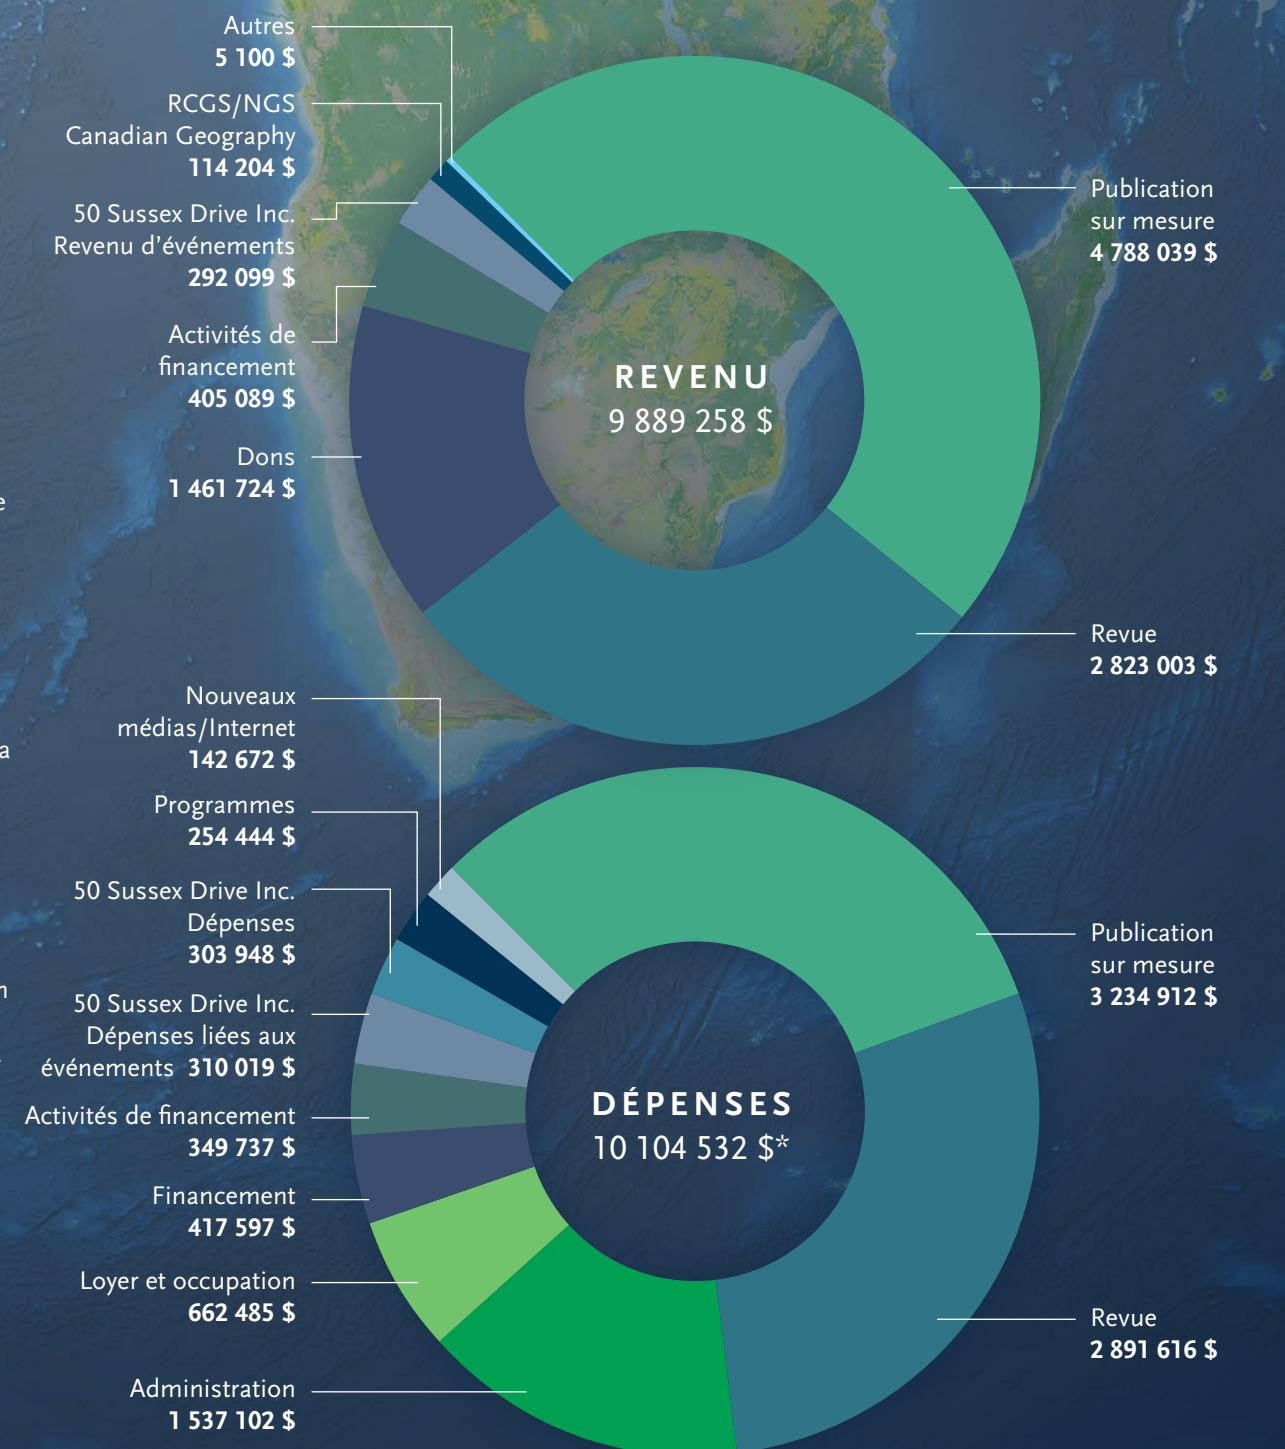 Autres
5 100 $
RCGS/NGS
Canadian Geography
114 204 $
50 Sussex Drive Inc.
Revenu d'événements
292 099 $
Activités de
financement
405 089 $
Dons
1 461 724 $
REVENU
9 889 258 $
Publication
sur mesure
4 788 039 $
Revue
2 823 003 $
e
a
n
Nouveaux
médias/Internet
142 672 $
Programmes
254 444 $
50 Sussex Drive Inc.
Dépenses
303 948 $
50 Sussex Drive Inc.
Dépenses liées aux
événements 310 019 $
Activités de financement
349 737 $
Financement
417 597 $
Loyer et occupation
662 485 $
Administration
1 537 102 $
DÉPENSES
10 104 532 $*
Publication
sur mesure
3 234 912 $
Revue
2 891 616 $